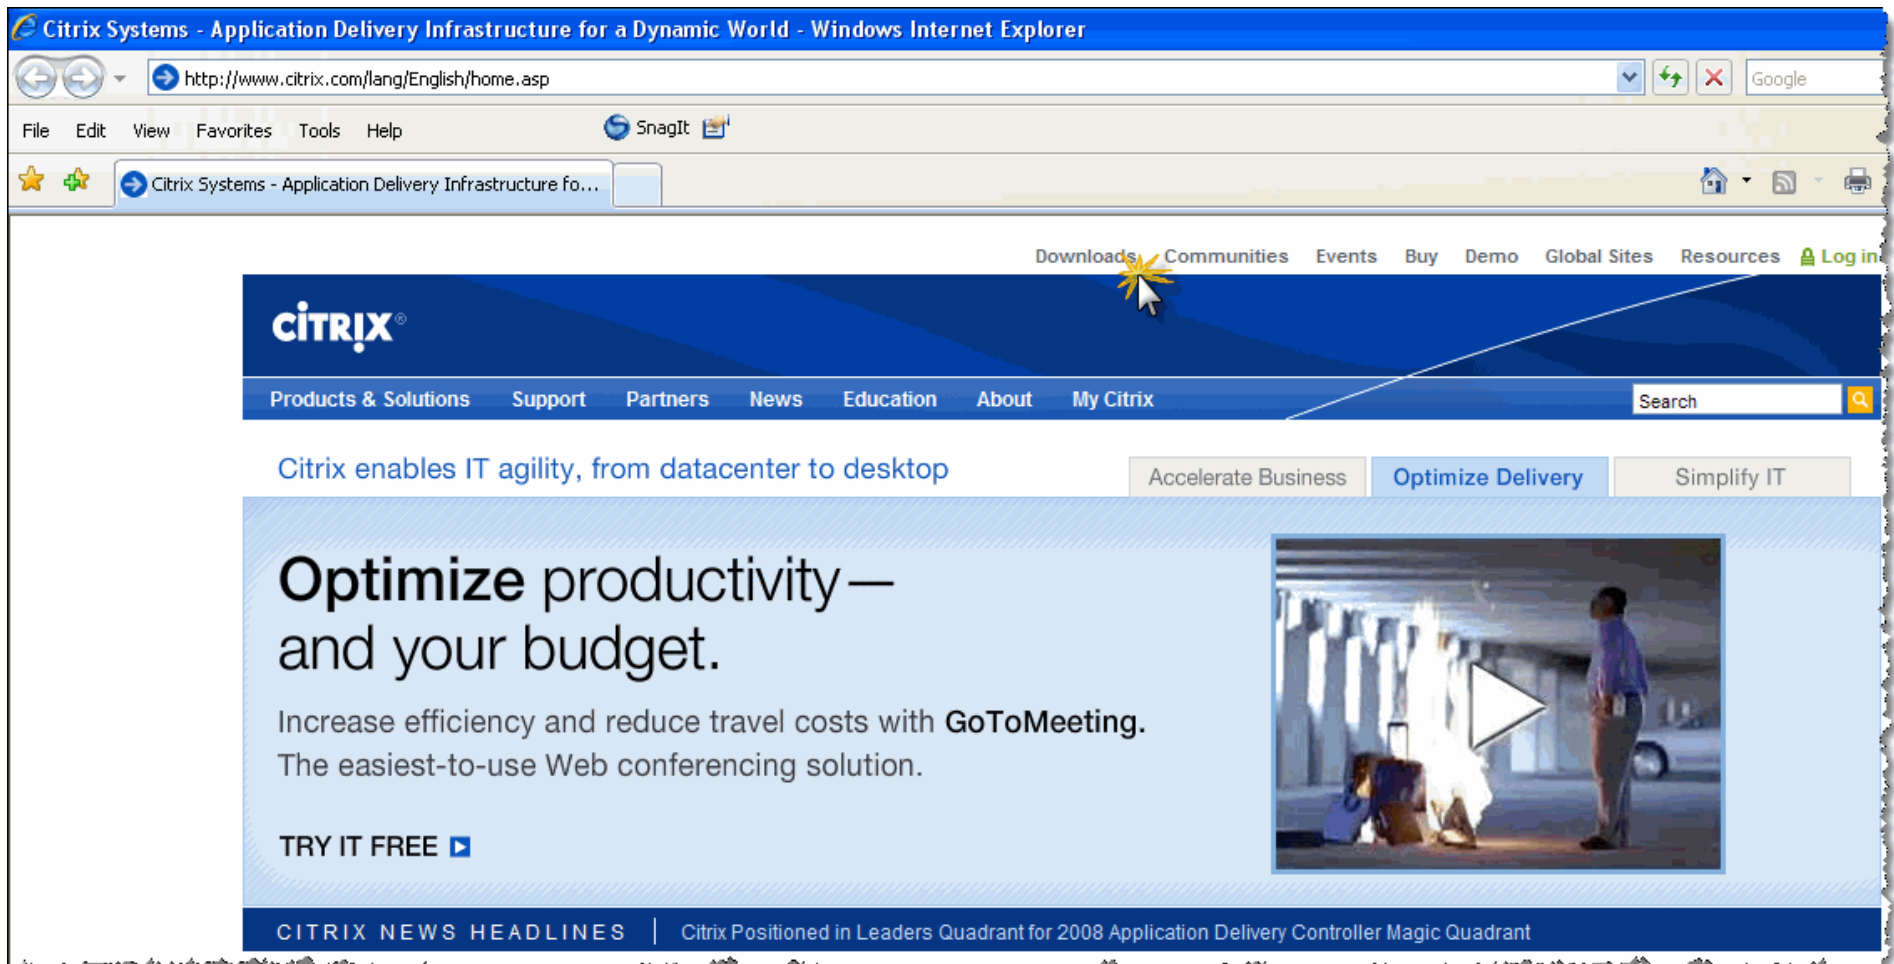 Citrix Systems - Application Delivery Infrastructure for a Dynamic World - Windows Internet Explorer
http://www.citrix.com/lang/English/home.asp
Google
File Edit View Favorites Tools Help SnagIt
Citrix Systems - Application Delivery Infrastructure fo...
Downloads Communities Events Buy Demo Global Sites Resources Log in
CITRIX®
Products & Solutions Support Partners News Education About My Citrix Search
Citrix enables IT agility, from datacenter to desktop
Accelerate Business Optimize Delivery Simplify IT
Optimize productivity—
and your budget.
Increase efficiency and reduce travel costs with GoToMeeting.
The easiest-to-use Web conferencing solution.
TRY IT FREE
CITRIX NEWS HEADLINES | Citrix Positioned in Leaders Quadrant for 2008 Application Delivery Controller Magic Quadrant